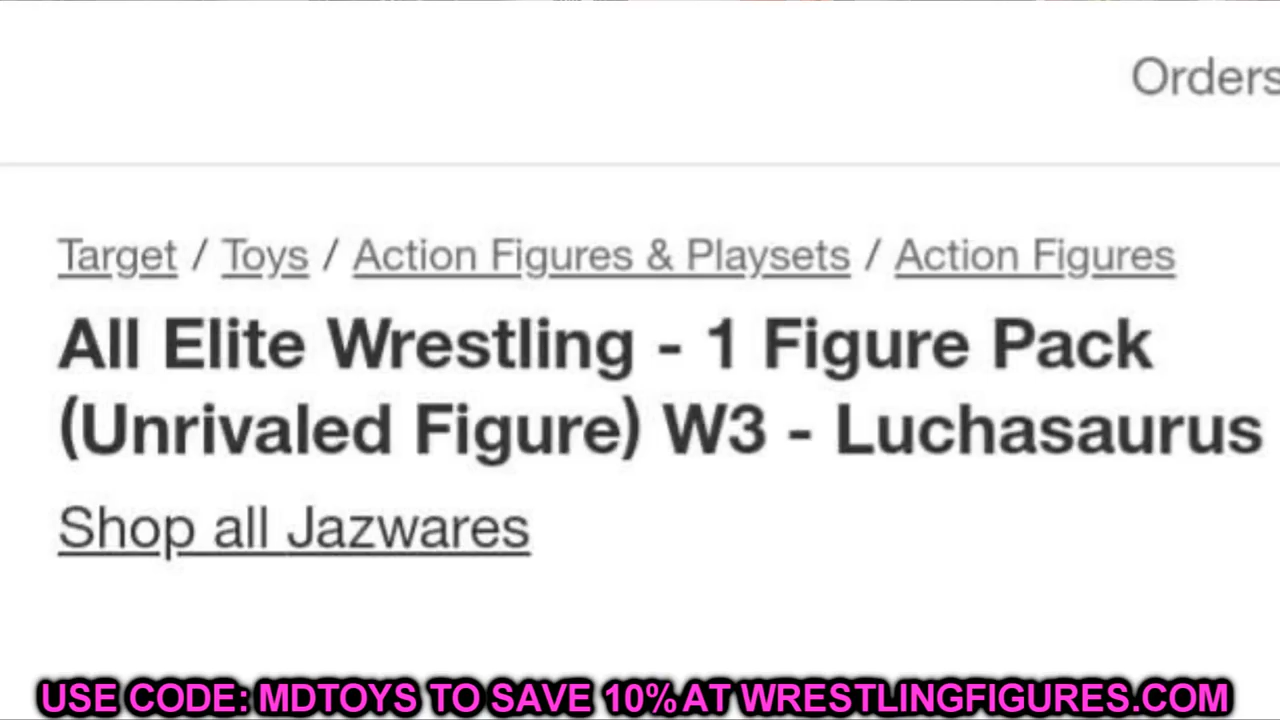 Orders
Target / Toys / Action Figures & Playsets / Action Figures
All Elite Wrestling - 1 Figure Pack
(Unrivaled Figure) W3 - Luchasaurus
Shop all Jazwares
USE CODE: MDTOYS TO SAVE 10% AT WRESTLINGFIGURES.COM